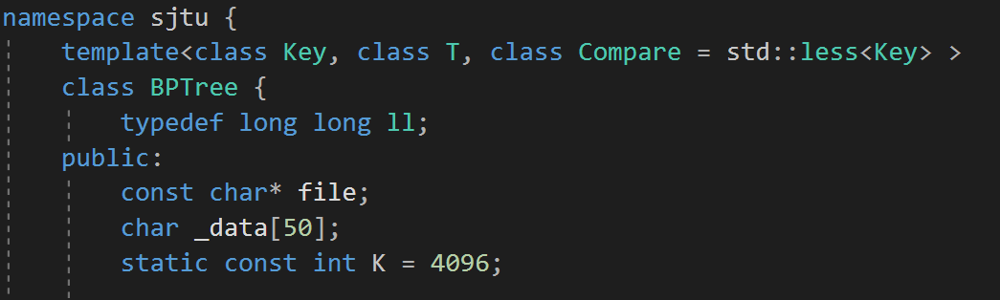 namespace sjtu {
template<class Key, class T, class Compare = std::less<Key> >
class BPTree {
typedef long long ll;
public:
const char* file;
char _data[50];
static const int K = 4096;